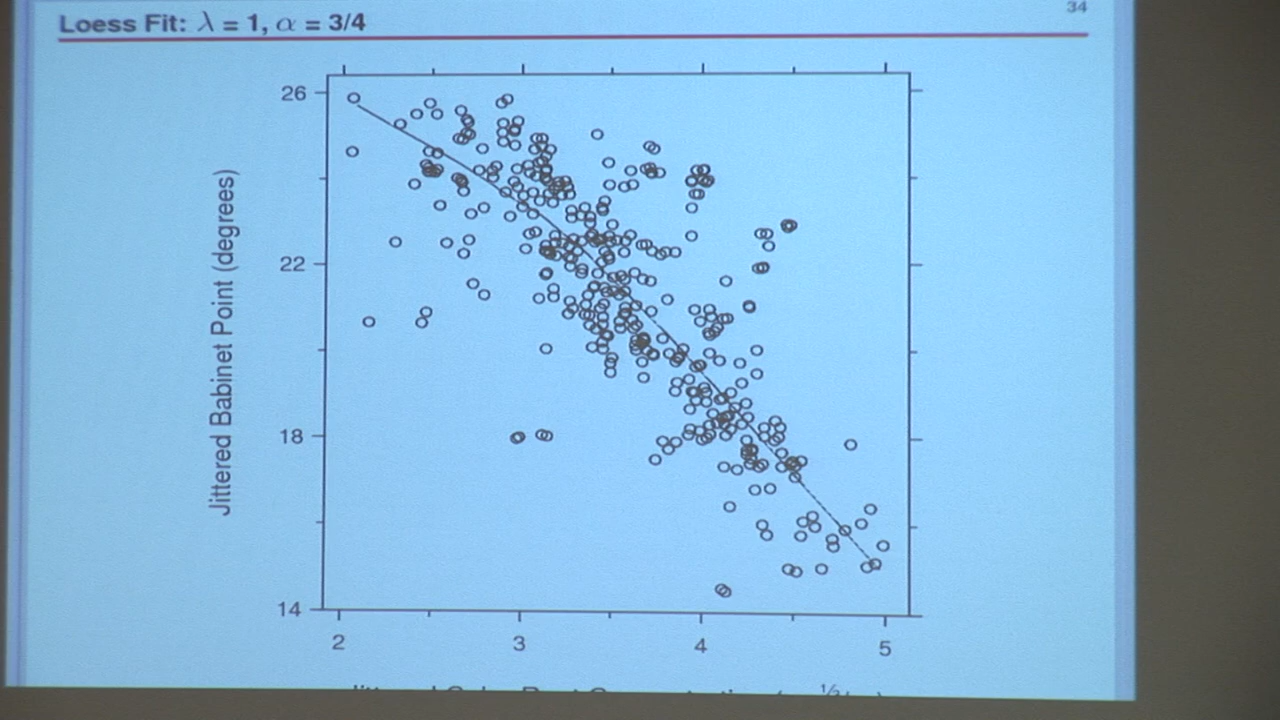 34
Loess Fit: λ = 1, α = 3/4
Jittered Babinet Point (degrees)
26
22
18
14
2 3 4 5